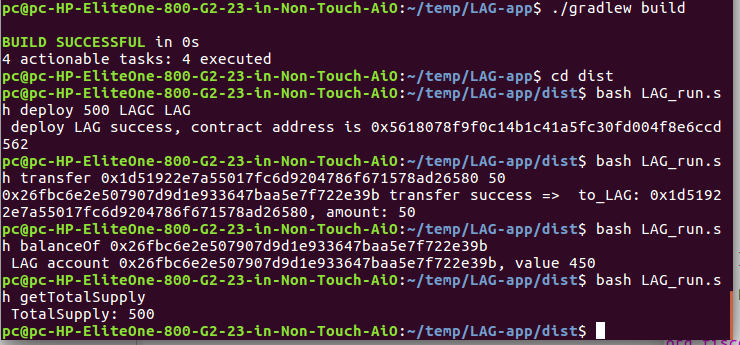 pc@pc-HP-EliteOne-800-G2-23-in-Non-Touch-AiO:~/temp/LAG-app$ ./gradlew build
BUILD SUCCESSFUL in 0s
4 actionable tasks: 4 executed
pc@pc-HP-EliteOne-800-G2-23-in-Non-Touch-AiO:~/temp/LAG-app$ cd dist
pc@pc-HP-EliteOne-800-G2-23-in-Non-Touch-AiO:~/temp/LAG-app/dist$ bash LAG_run.s
h deploy 500 LAGC LAG
 deploy LAG success, contract address is 0x5618078f9f0c14b1c41a5fc30fd004f8e6ccd
562
pc@pc-HP-EliteOne-800-G2-23-in-Non-Touch-AiO:~/temp/LAG-app/dist$ bash LAG_run.s
h transfer 0x1d51922e7a55017fc6d9204786f671578ad26580 50
0x26fbc6e2e507907d9d1e933647baa5e7f722e39b transfer success =>  to_LAG: 0x1d5192
2e7a55017fc6d9204786f671578ad26580, amount: 50
pc@pc-HP-EliteOne-800-G2-23-in-Non-Touch-AiO:~/temp/LAG-app/dist$ bash LAG_run.s
h balanceOf 0x26fbc6e2e507907d9d1e933647baa5e7f722e39b
 LAG account 0x26fbc6e2e507907d9d1e933647baa5e7f722e39b, value 450
pc@pc-HP-EliteOne-800-G2-23-in-Non-Touch-AiO:~/temp/LAG-app/dist$ bash LAG_run.s
h getTotalSupply
 TotalSupply: 500
pc@pc-HP-EliteOne-800-G2-23-in-Non-Touch-AiO:~/temp/LAG-app/dist$